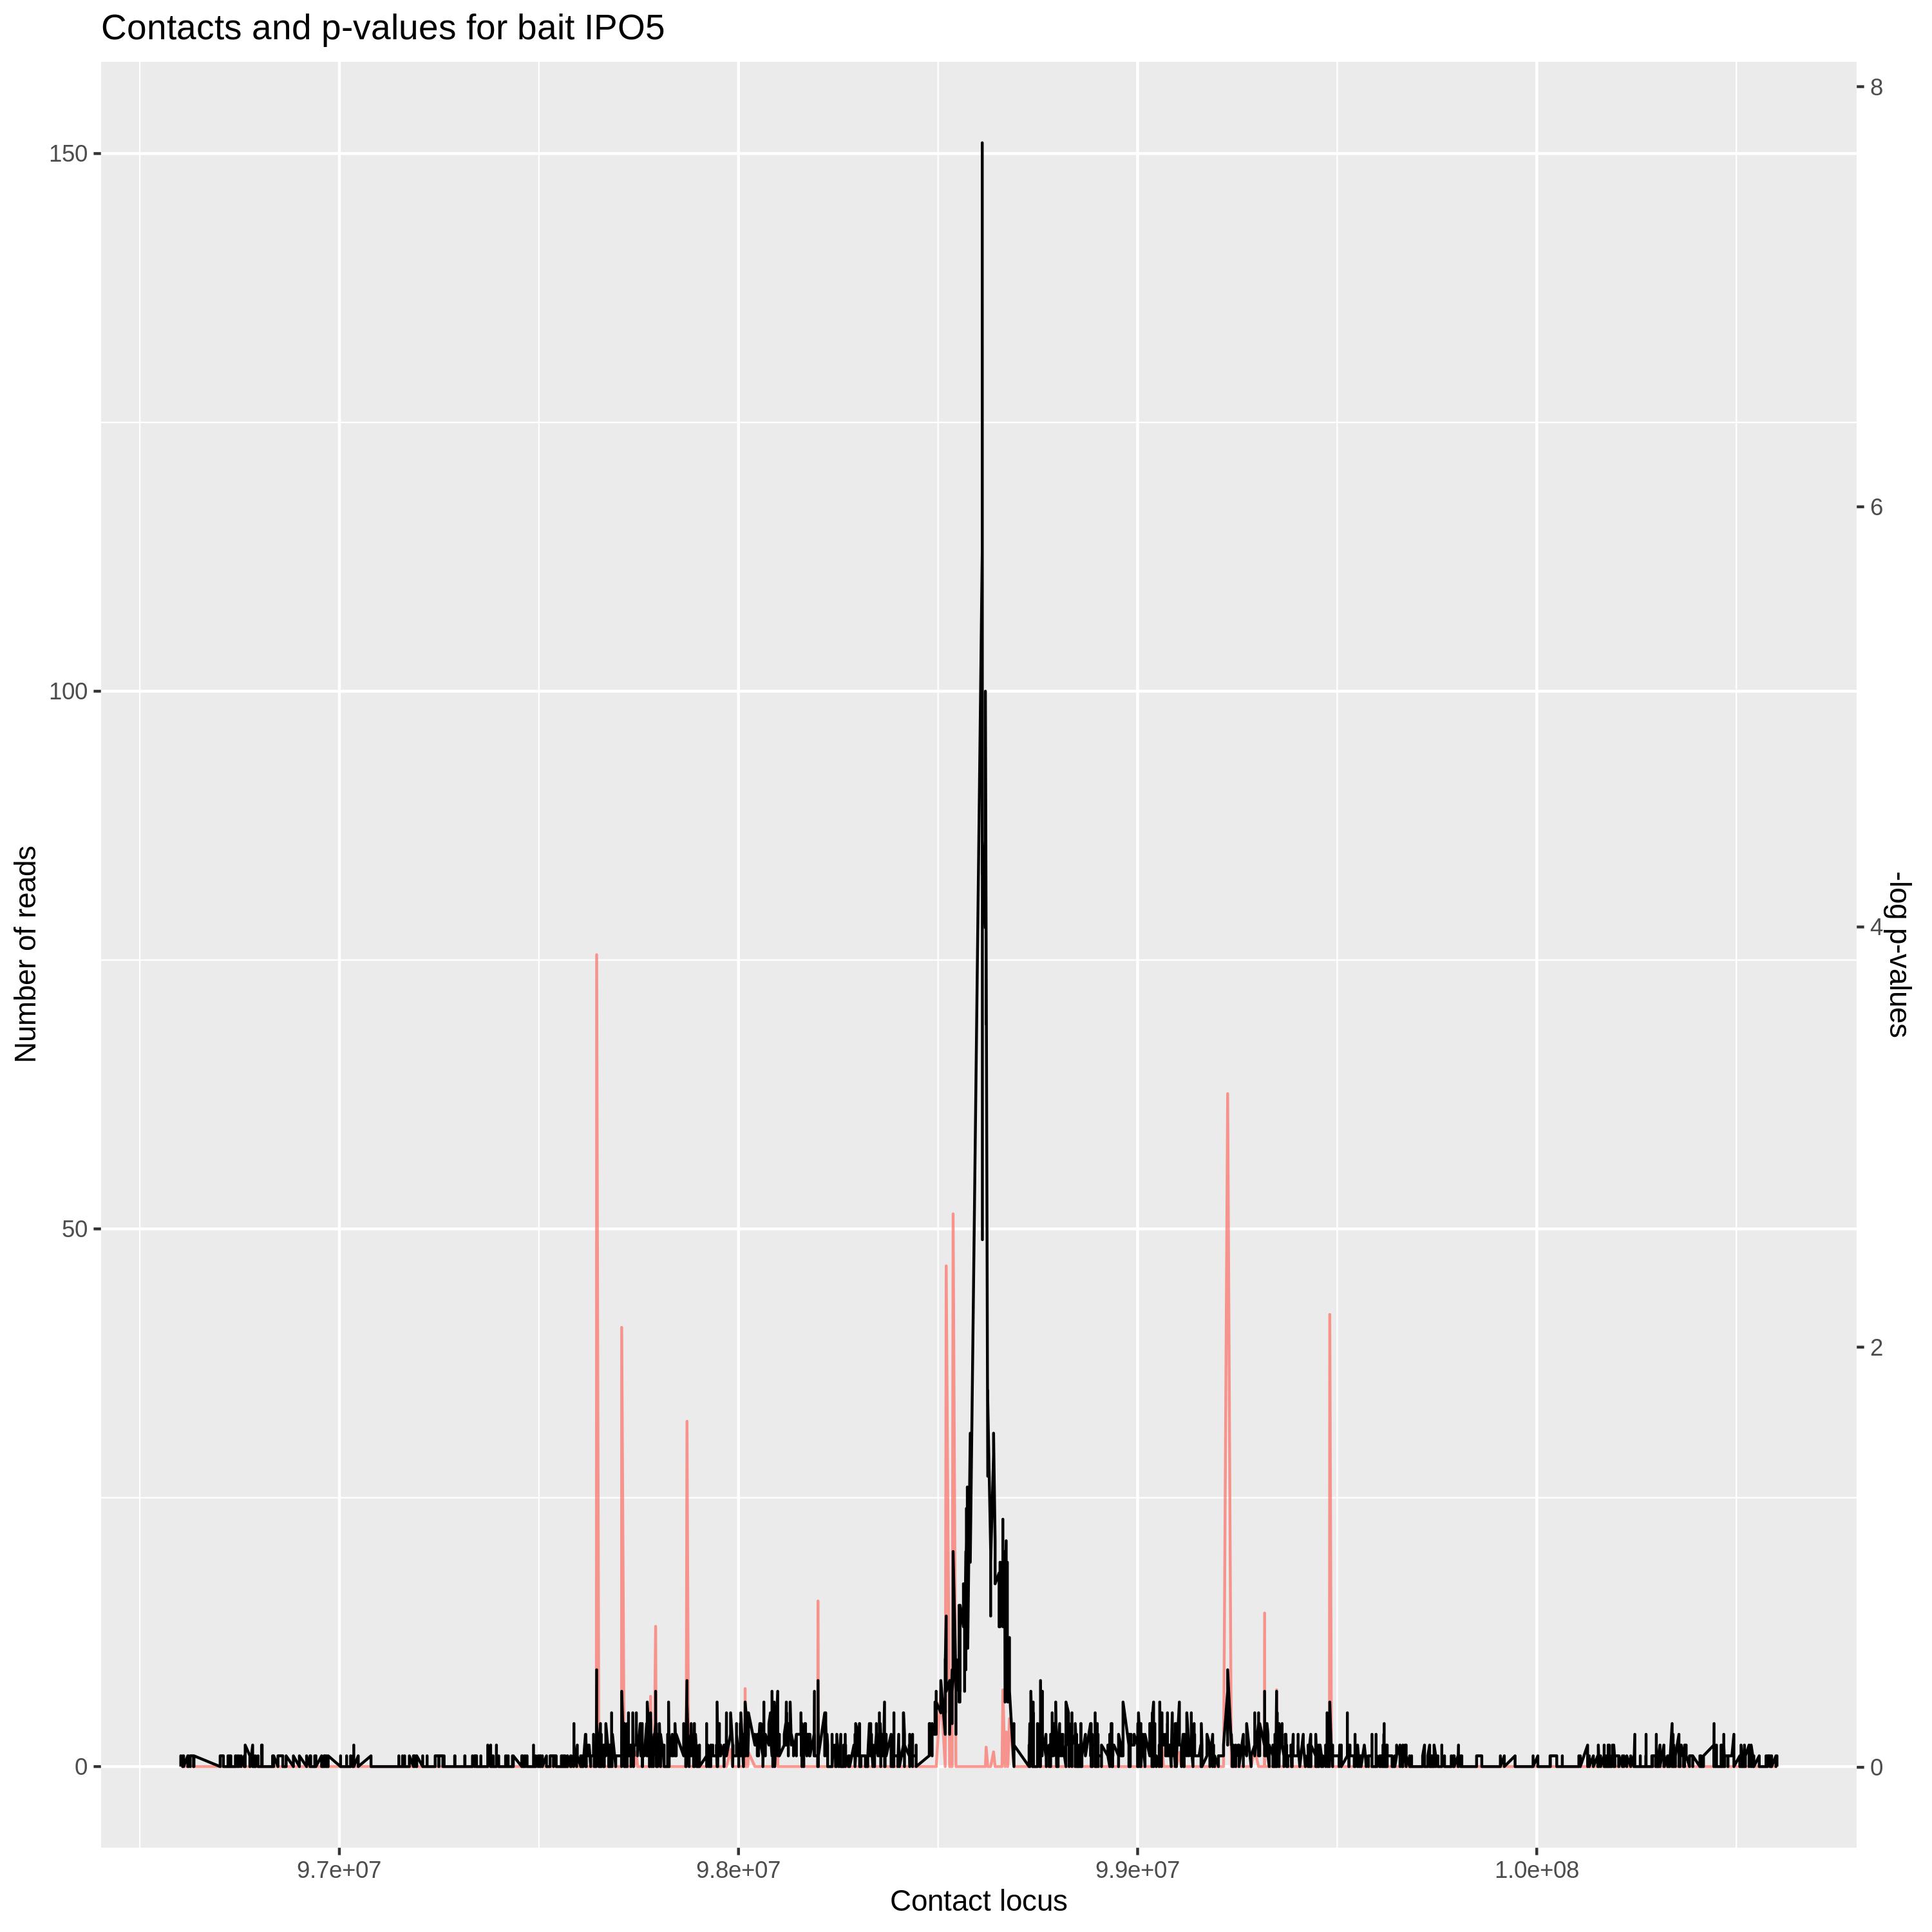 Contacts and p-values for bait IPO5
150
100
50
0
Number of reads
8
6
4
2
0
-log p-values
9.7e+07
9.8e+07
9.9e+07
1.0e+08
Contact locus